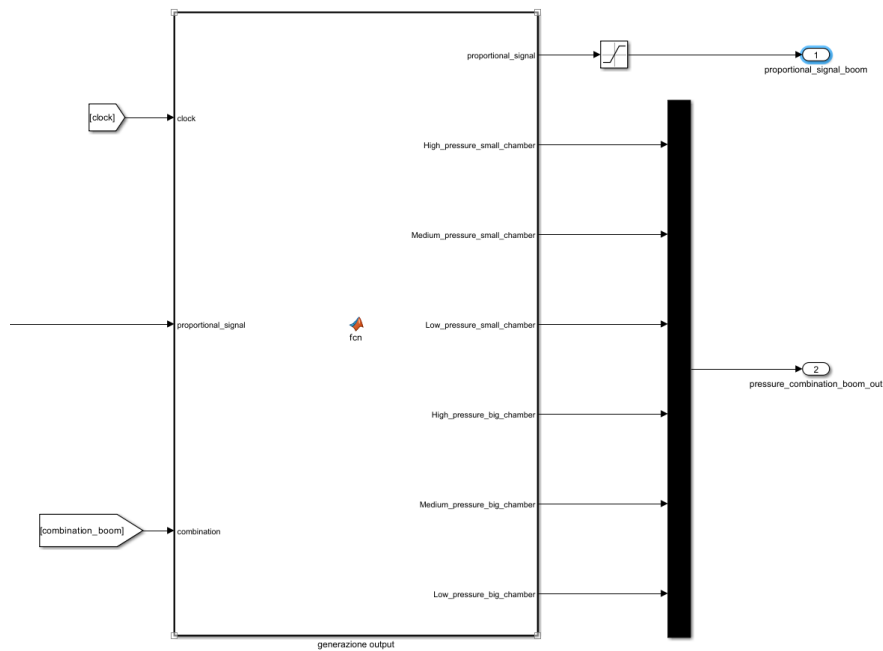 proportional_signal
1
proportional_signal_boom
[clock]
clock
High_pressure_small_chamber
Medium_pressure_small_chamber
proportional_signal
fcn
Low_pressure_small_chamber
2
pressure_combination_boom_out
High_pressure_big_chamber
Medium_pressure_big_chamber
[combination_boom]
combination
Low_pressure_big_chamber
generazione output